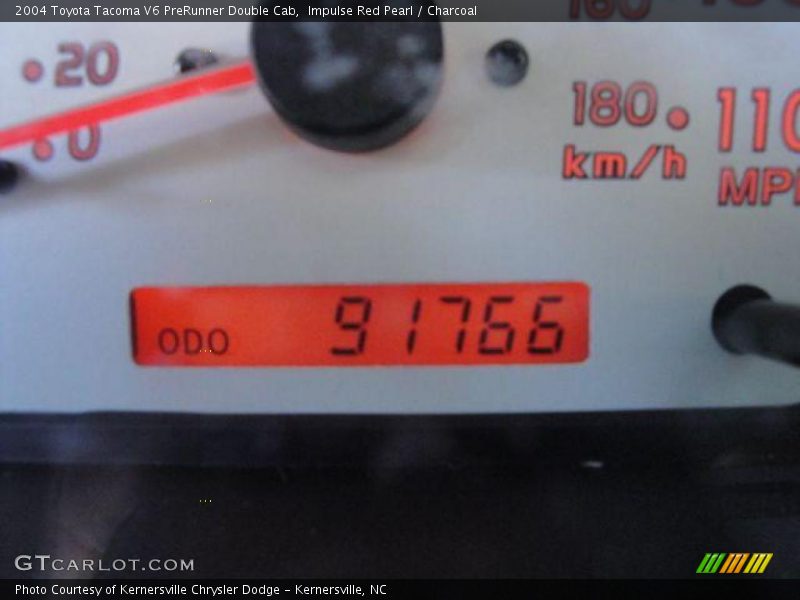 2004 Toyota Tacoma V6 PreRunner Double Cab,  Impulse Red Pearl / Charcoal
20
0
180
km/h
110
MPH
ODO 91766
GTCARLOT.COM
Photo Courtesy of Kernersville Chrysler Dodge - Kernersville, NC